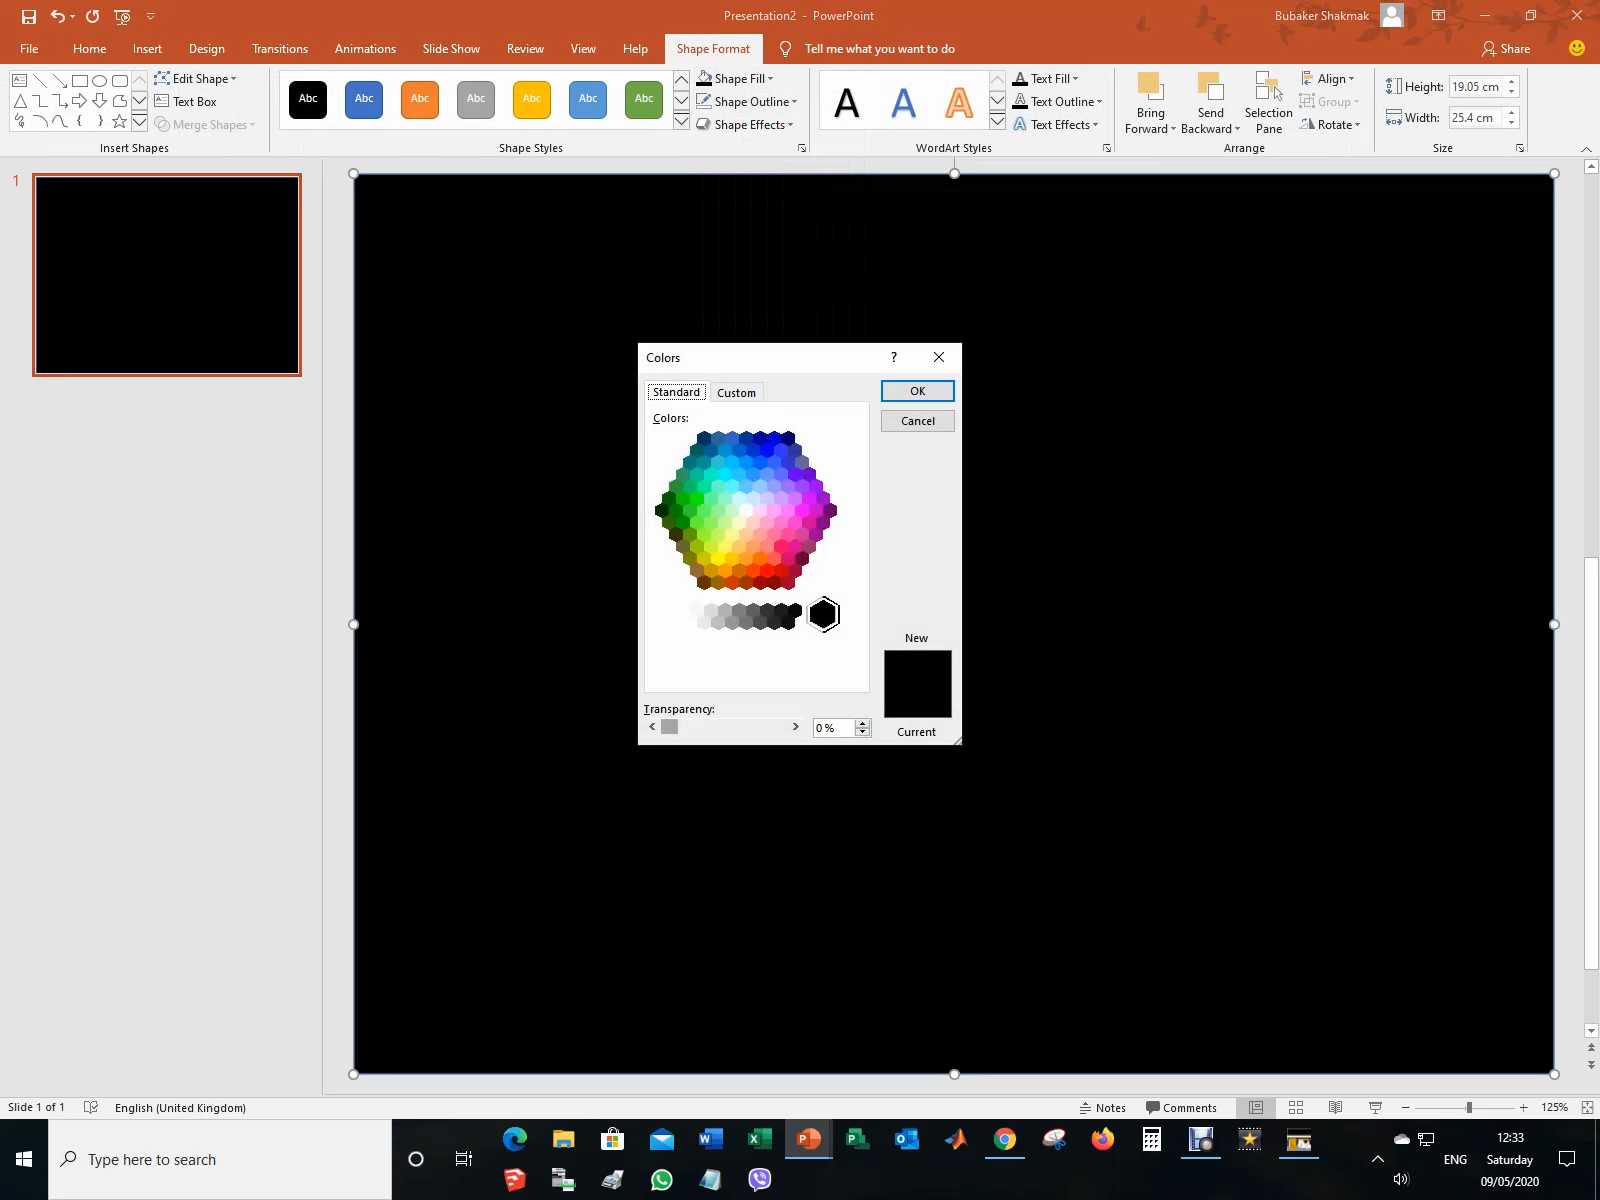 Presentation2 - PowerPoint
Bubaker Shakmak
File Home Insert Design Transitions Animations Slide Show Review View Help Shape Format Tell me what you want to do Share
Edit Shape
Text Box
Merge Shapes
Insert Shapes
Abc Abc Abc Abc Abc Abc Abc
Shape Fill
Shape Outline
Shape Effects
Shape Styles
A A A
Text Fill
Text Outline
Text Effects
WordArt Styles
Bring Forward
Send Backward
Selection Pane
Align
Group
Rotate
Arrange
Height: 19.05 cm
Width: 25.4 cm
Size
1
Colors
?
Standard Custom
OK
Cancel
Colors:
New
Current
Transparency:
0 %
Slide 1 of 1 English (United Kingdom) Notes Comments 125%
Type here to search
ENG
12:33
Saturday
09/05/2020